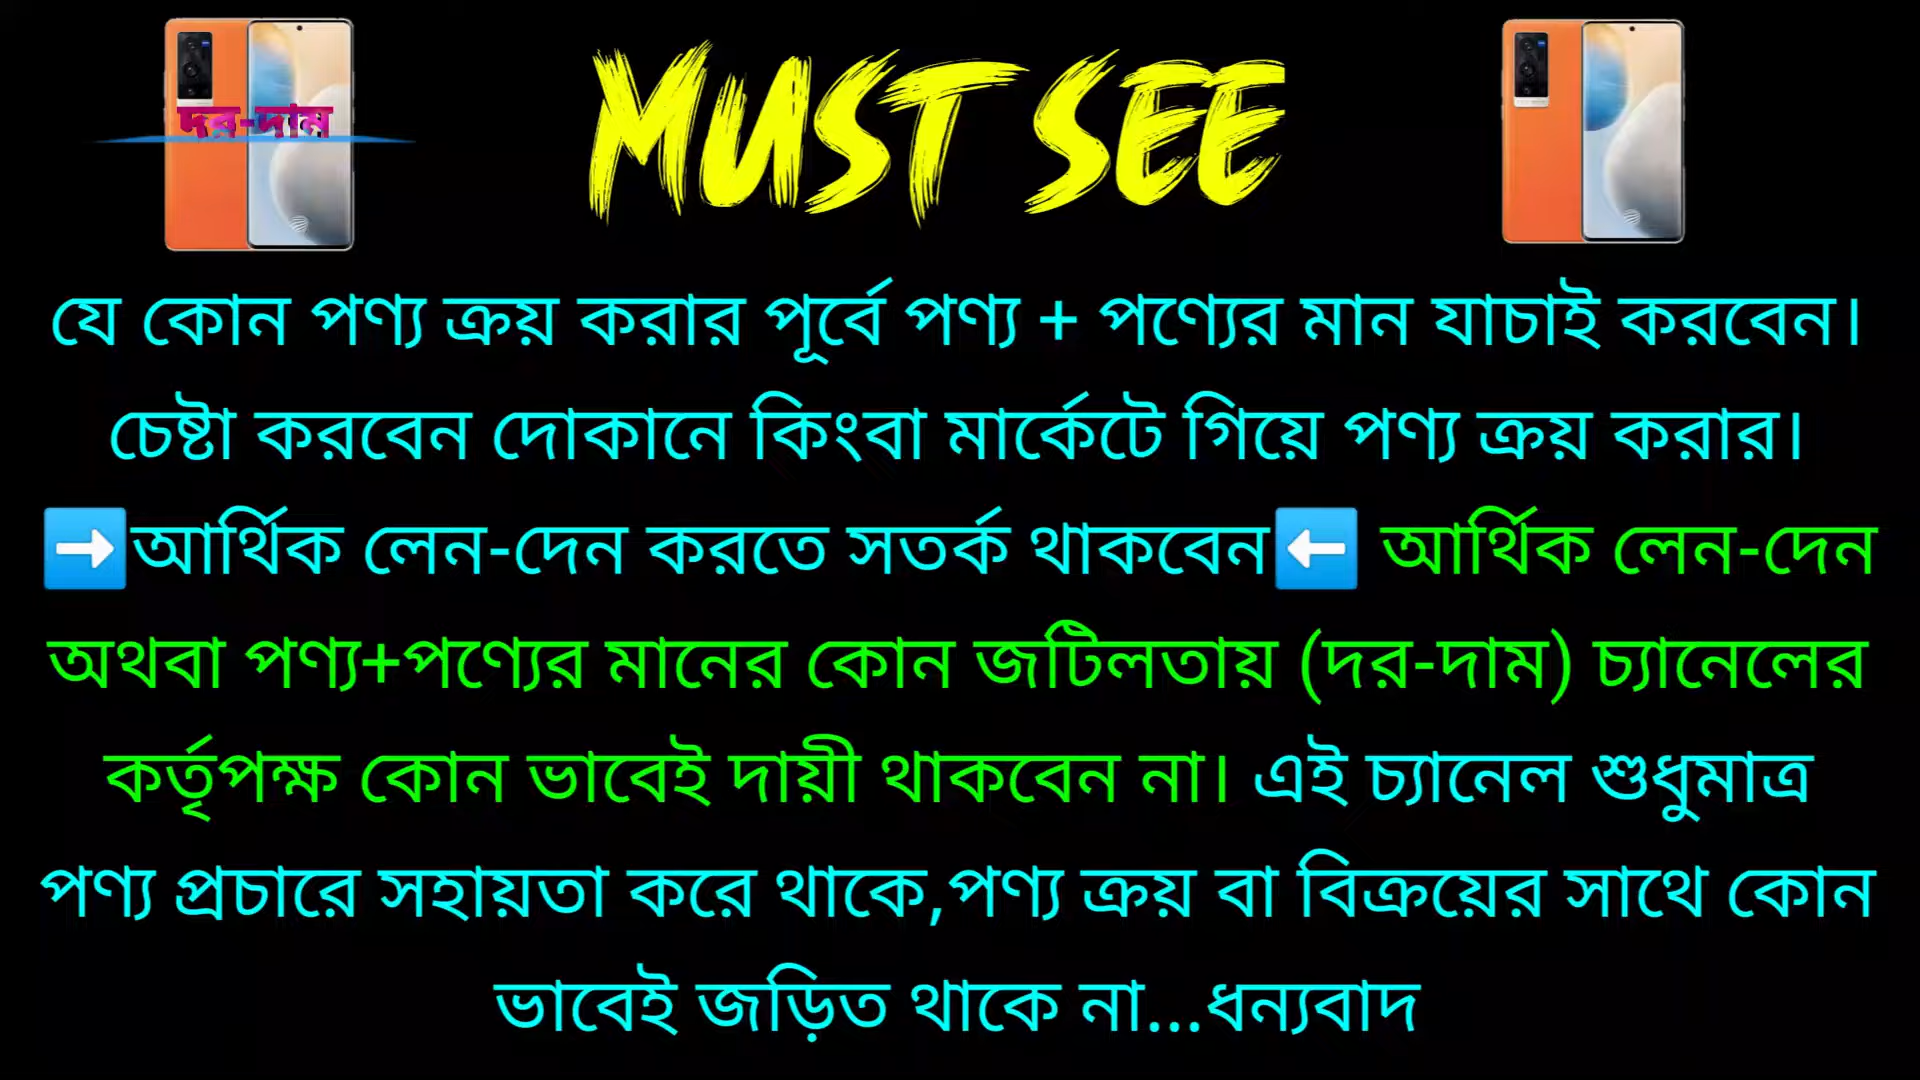 দর-দাম
MUST SEE
যে কোন পণ্য ক্রয় করার পূর্বে পণ্য + পণ্যের মান যাচাই করবেন।
চেষ্টা করবেন দোকানে কিংবা মার্কেটে গিয়ে পণ্য ক্রয় করার।
➡️আর্থিক লেন-দেন করতে সতর্ক থাকবেন⬅️ আর্থিক লেন-দেন
অথবা পণ্য+পণ্যের মানের কোন জটিলতায় (দর-দাম) চ্যানেলের
কর্তৃপক্ষ কোন ভাবেই দায়ী থাকবেন না। এই চ্যানেল শুধুমাত্র
পণ্য প্রচারে সহায়তা করে থাকে,পণ্য ক্রয় বা বিক্রয়ের সাথে কোন
ভাবেই জড়িত থাকে না...ধন্যবাদ